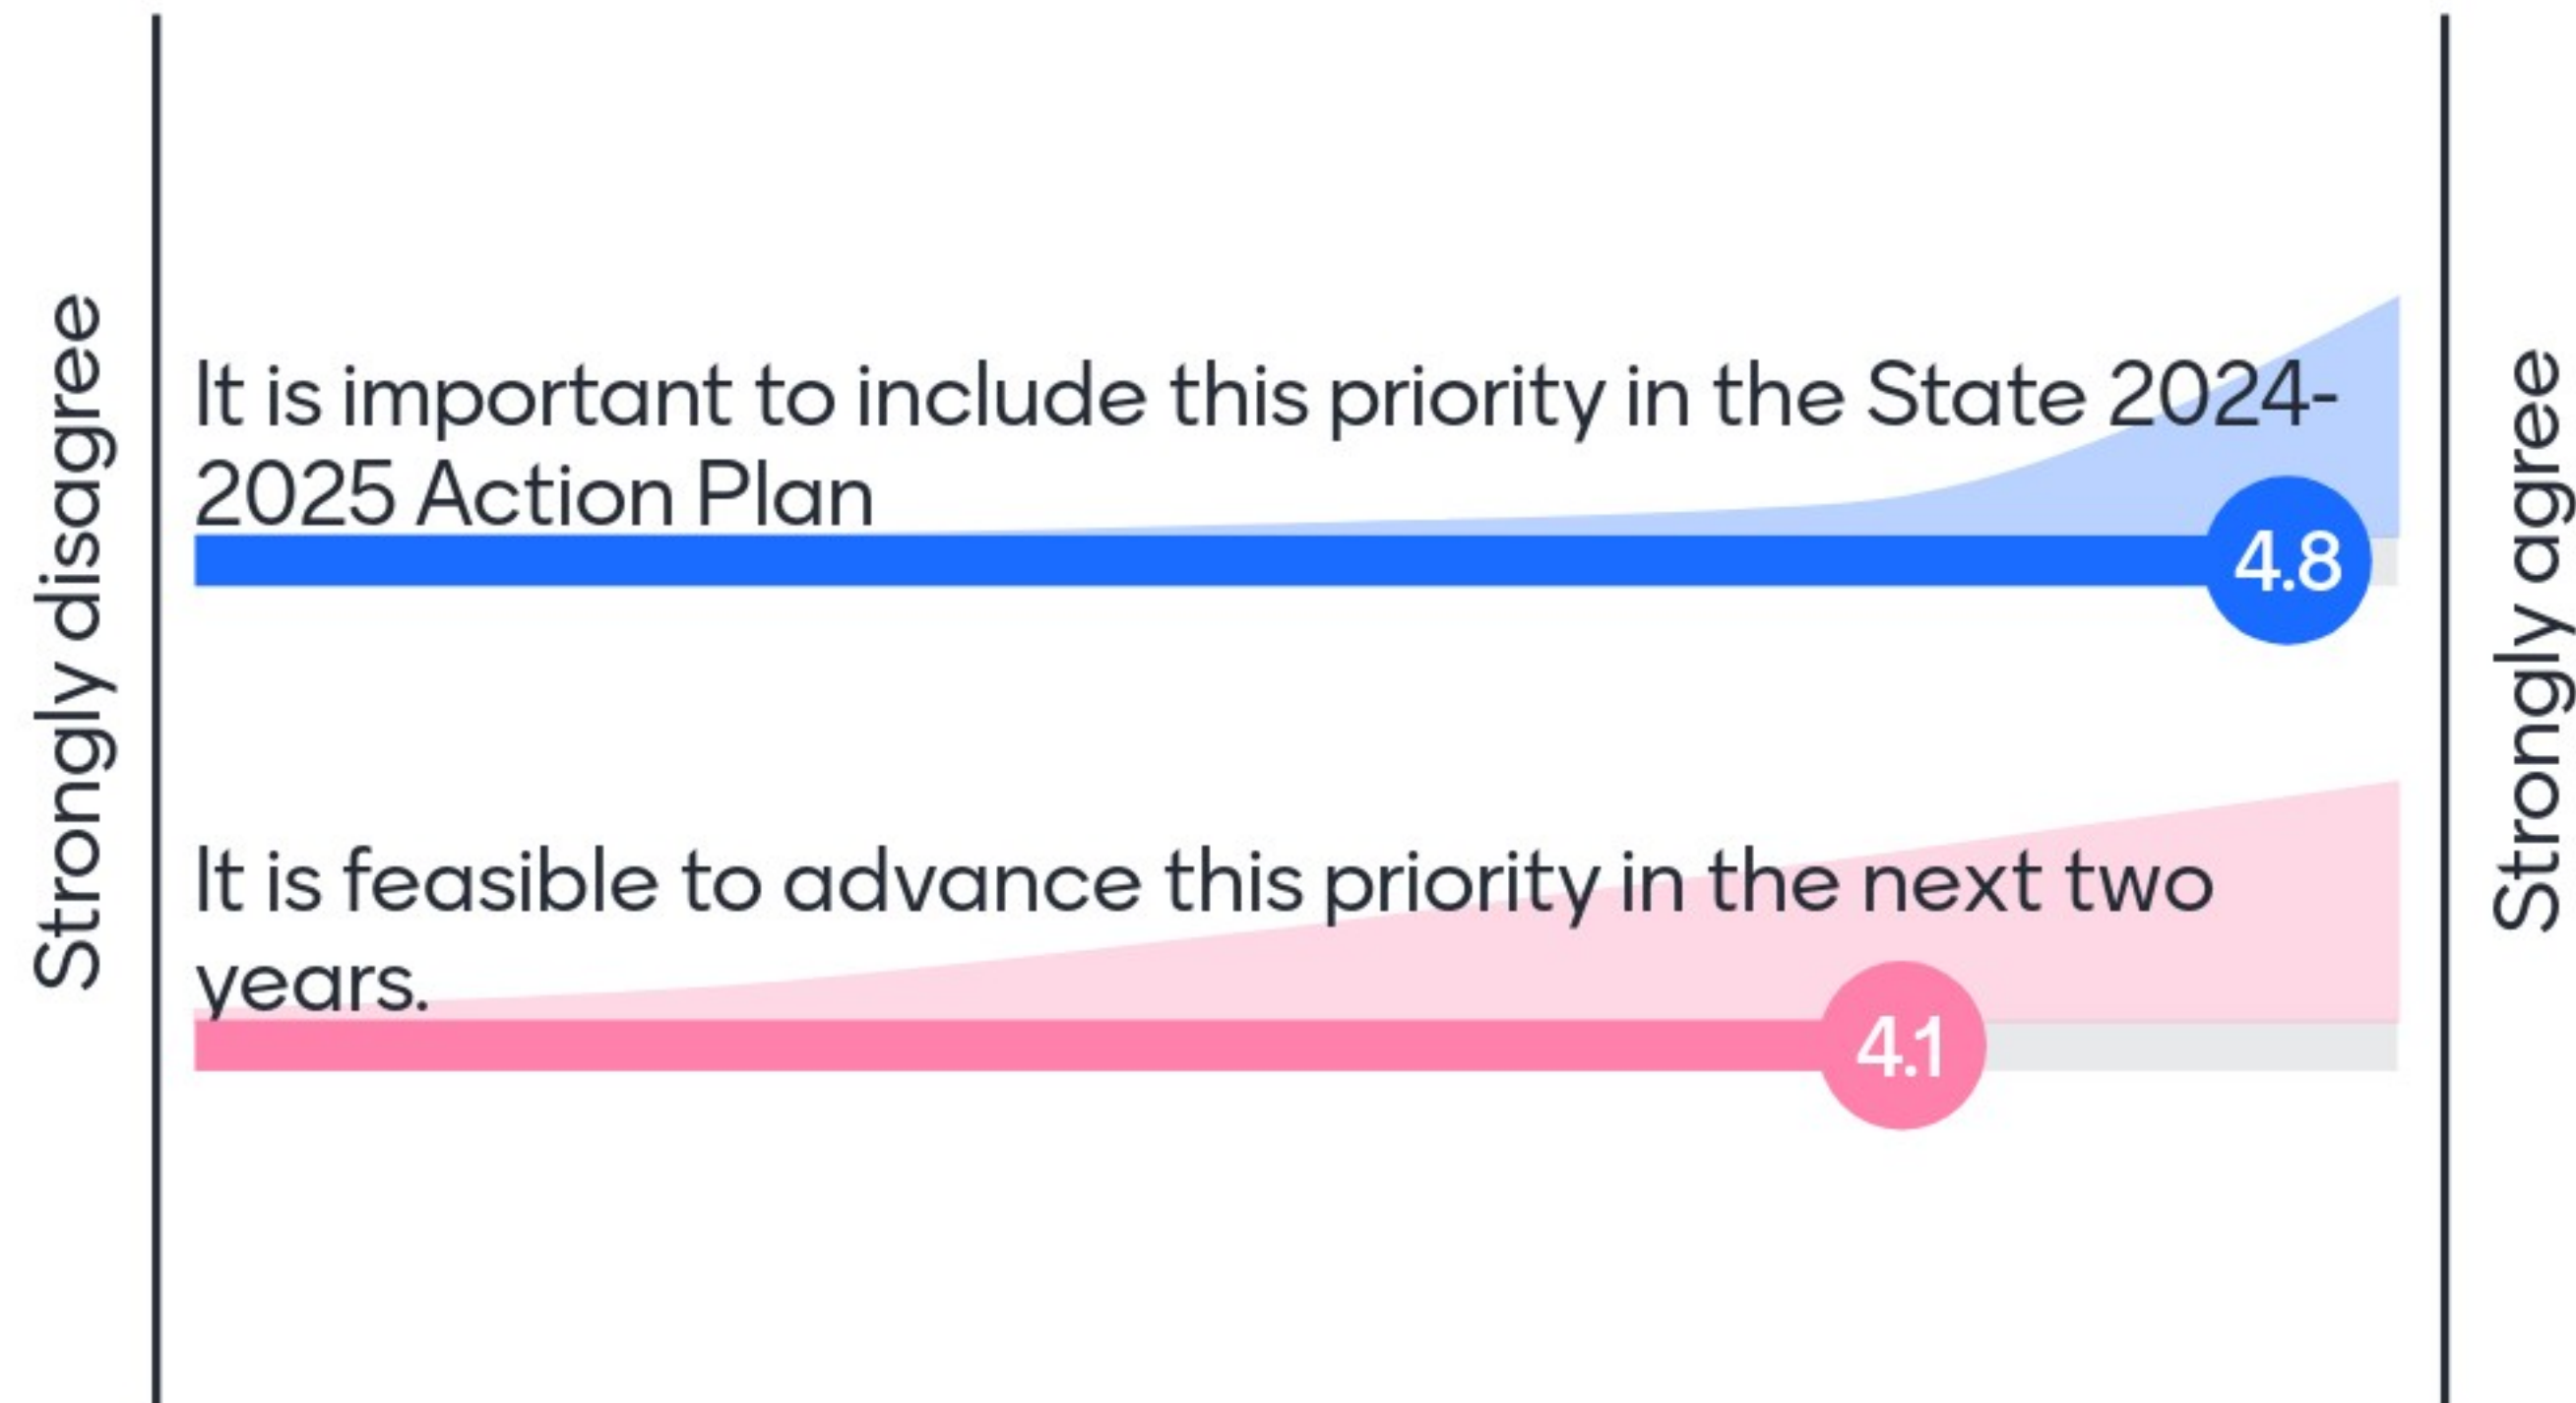 Strongly disagree
It is important to include this priority in the State 2024-
2025 Action Plan
4.8
It is feasible to advance this priority in the next two
years.
4.1
Strongly agree